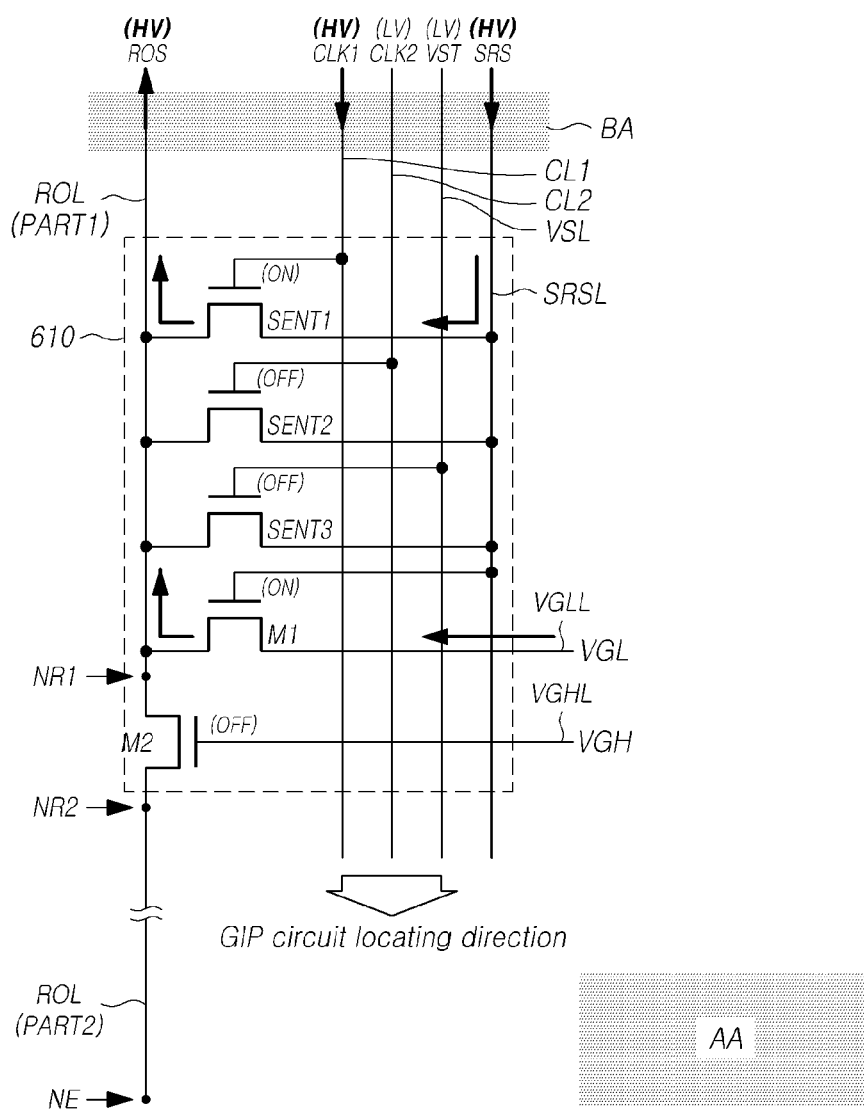 (HV) (HV) (LV) (LV) (HV)
ROS CLK1 CLK2 VST SRS
BA
CL1
CL2
VSL
ROL
(PART1)
(ON)
SENT1
SRSL
610
(OFF)
SENT2
(OFF)
SENT3
(ON)
M1
VGLL
VGL
NR1
VGHL
(OFF)
M2
VGH
NR2
GIP circuit locating direction
ROL
(PART2)
AA
NE